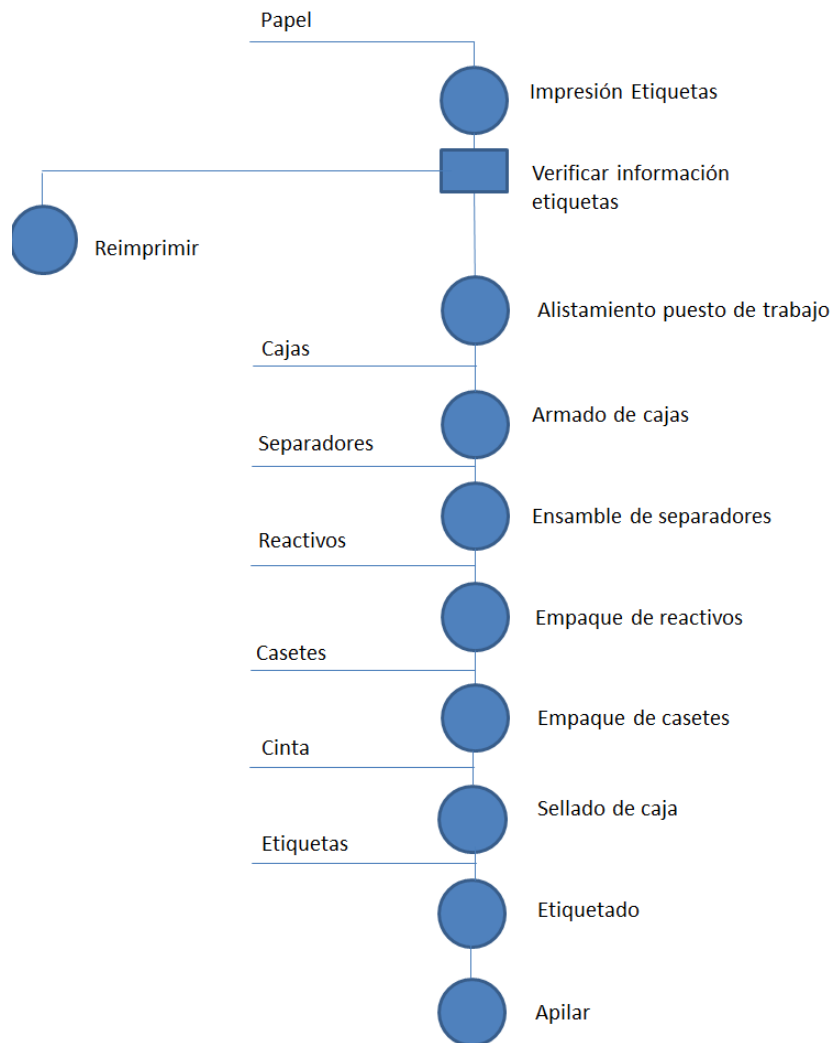 Papel
Impresión Etiquetas
Verificar información
etiquetas
Reimprimir
Alistamiento puesto de trabajo
Cajas
Armado de cajas
Separadores
Ensamble de separadores
Reactivos
Empaque de reactivos
Casetes
Empaque de casetes
Cinta
Sellado de caja
Etiquetas
Etiquetado
Apilar